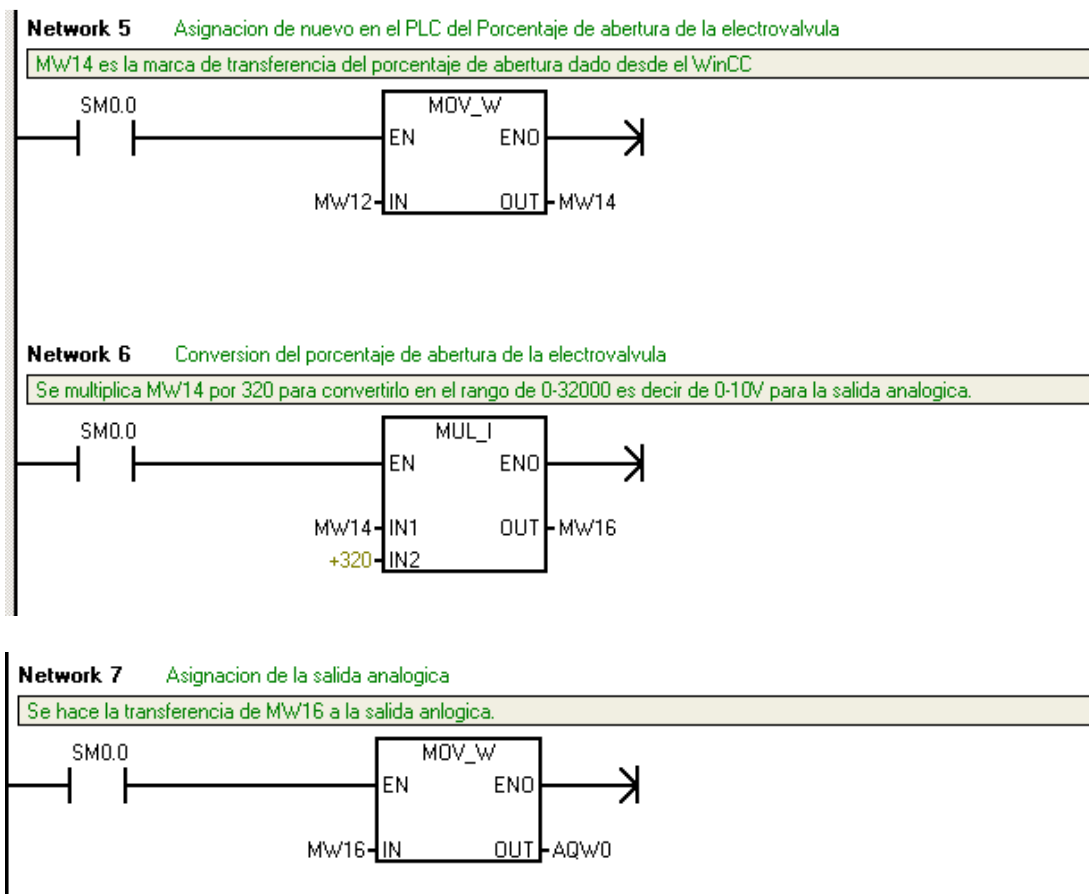 Network 5 Asignacion de nuevo en el PLC del Porcentaje de abertura de la electrovalvula
MW14 es la marca de transferencia del porcentaje de abertura dado desde el WinCC
SM0.0
MOV_W
EN ENO
MW12 IN OUT MW14
Network 6 Conversion del porcentaje de abertura de la electrovalvula
Se multiplica MW14 por 320 para convertirlo en el rango de 0-32000 es decir de 0-10V para la salida analogica.
SM0.0
MUL_I
EN ENO
MW14 IN1 OUT MW16
+320 IN2
Network 7 Asignacion de la salida analogica
Se hace la transferencia de MW16 a la salida anlogica.
SM0.0
MOV_W
EN ENO
MW16 IN OUT AQW0